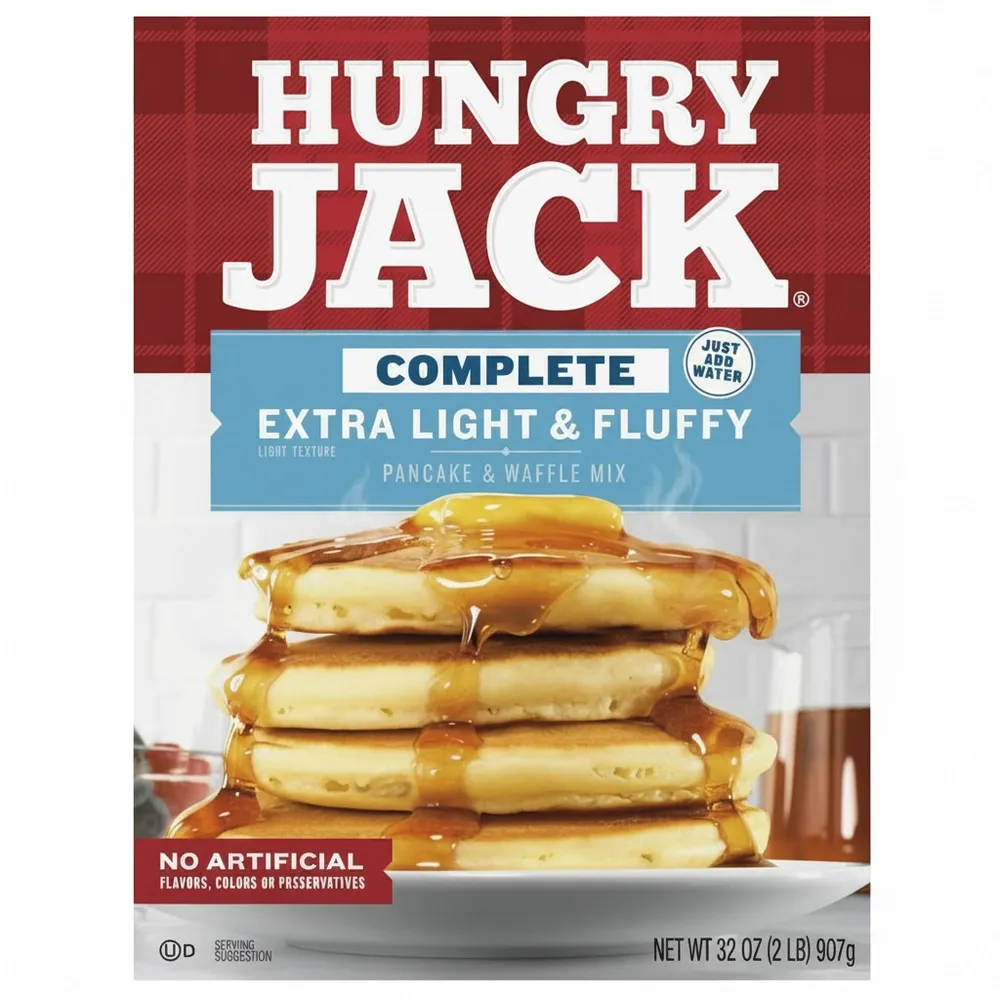 HUNGRY
JACK®
JUST
ADD
WATER
COMPLETE
EXTRA LIGHT & FLUFFY
LIGHT TEXTURE
PANCAKE & WAFFLE MIX
NO ARTIFICIAL
FLAVORS, COLORS OR PRSSERVATIVES
UD
SERVING
SUGGESTION
NET WT 32 OZ (2 LB) 907g